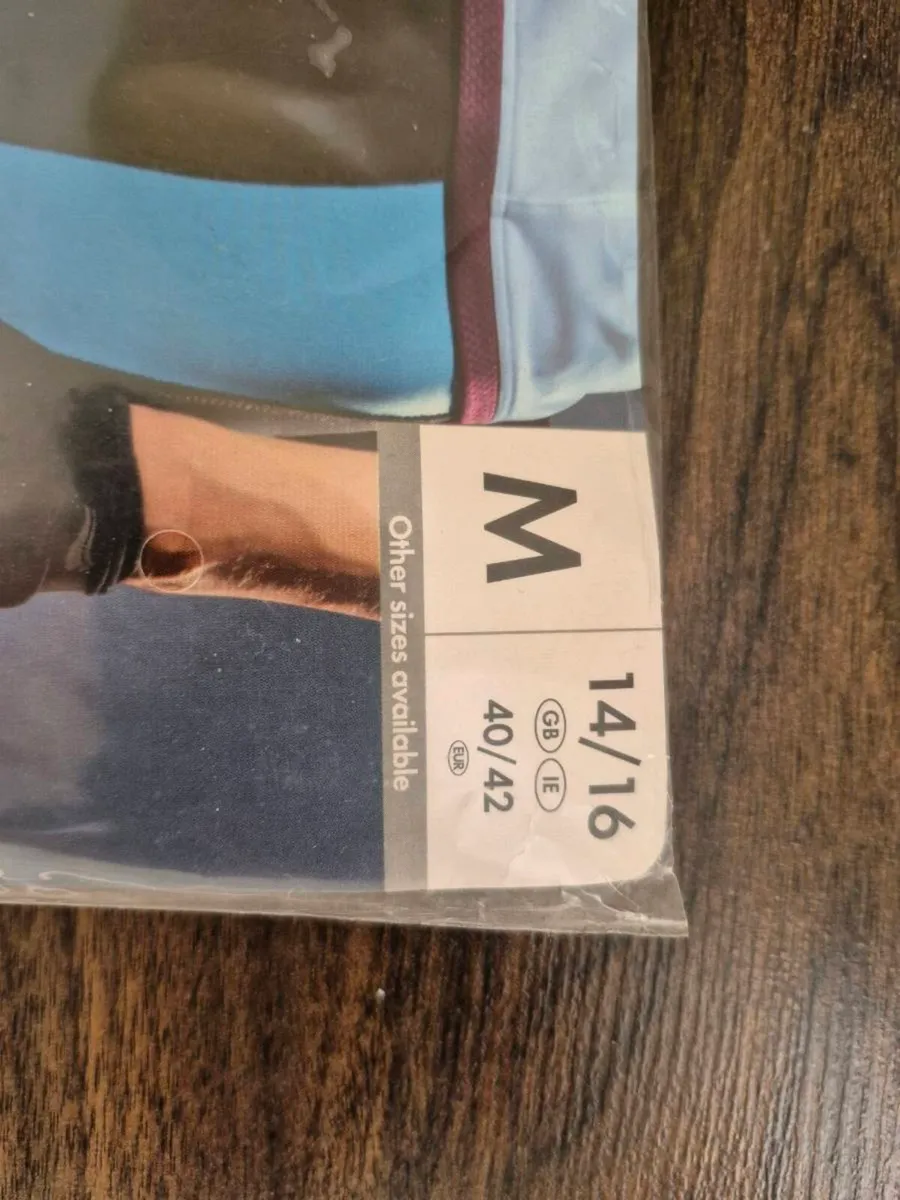 M
14/16
GB IE
40/42
EUR
Other sizes available